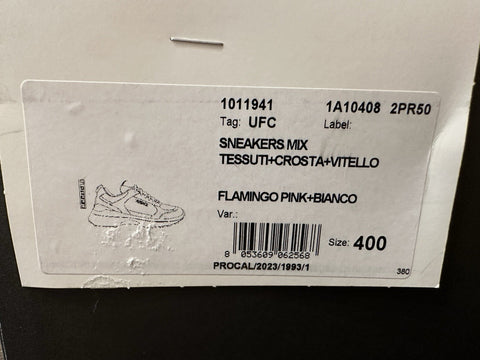 1011941 1A10408 2PR50
Tag: UFC Label:
SNEAKERS MIX
TESSUTI+CROSTA+VITELLO
FLAMINGO PINK+BIANCO
Var.:
Size: 400
8 053609 062568
PROCAL/2023/1993/1
380